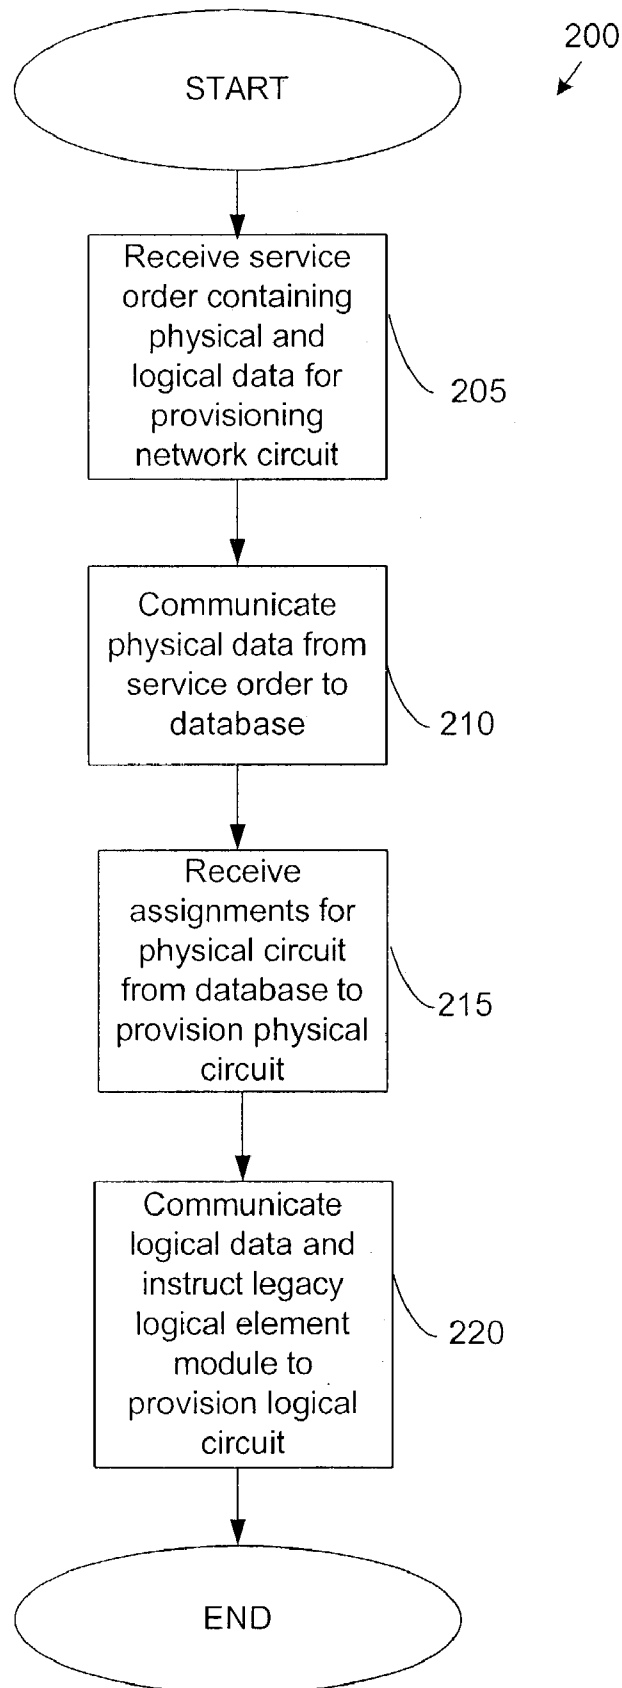 200
START
Receive service
order containing
physical and
logical data for
provisioning
network circuit
205
Communicate
physical data from
service order to
database
210
Receive
assignments for
physical circuit
from database to
provision physical
circuit
215
Communicate
logical data and
instruct legacy
logical element
module to
provision logical
circuit
220
END